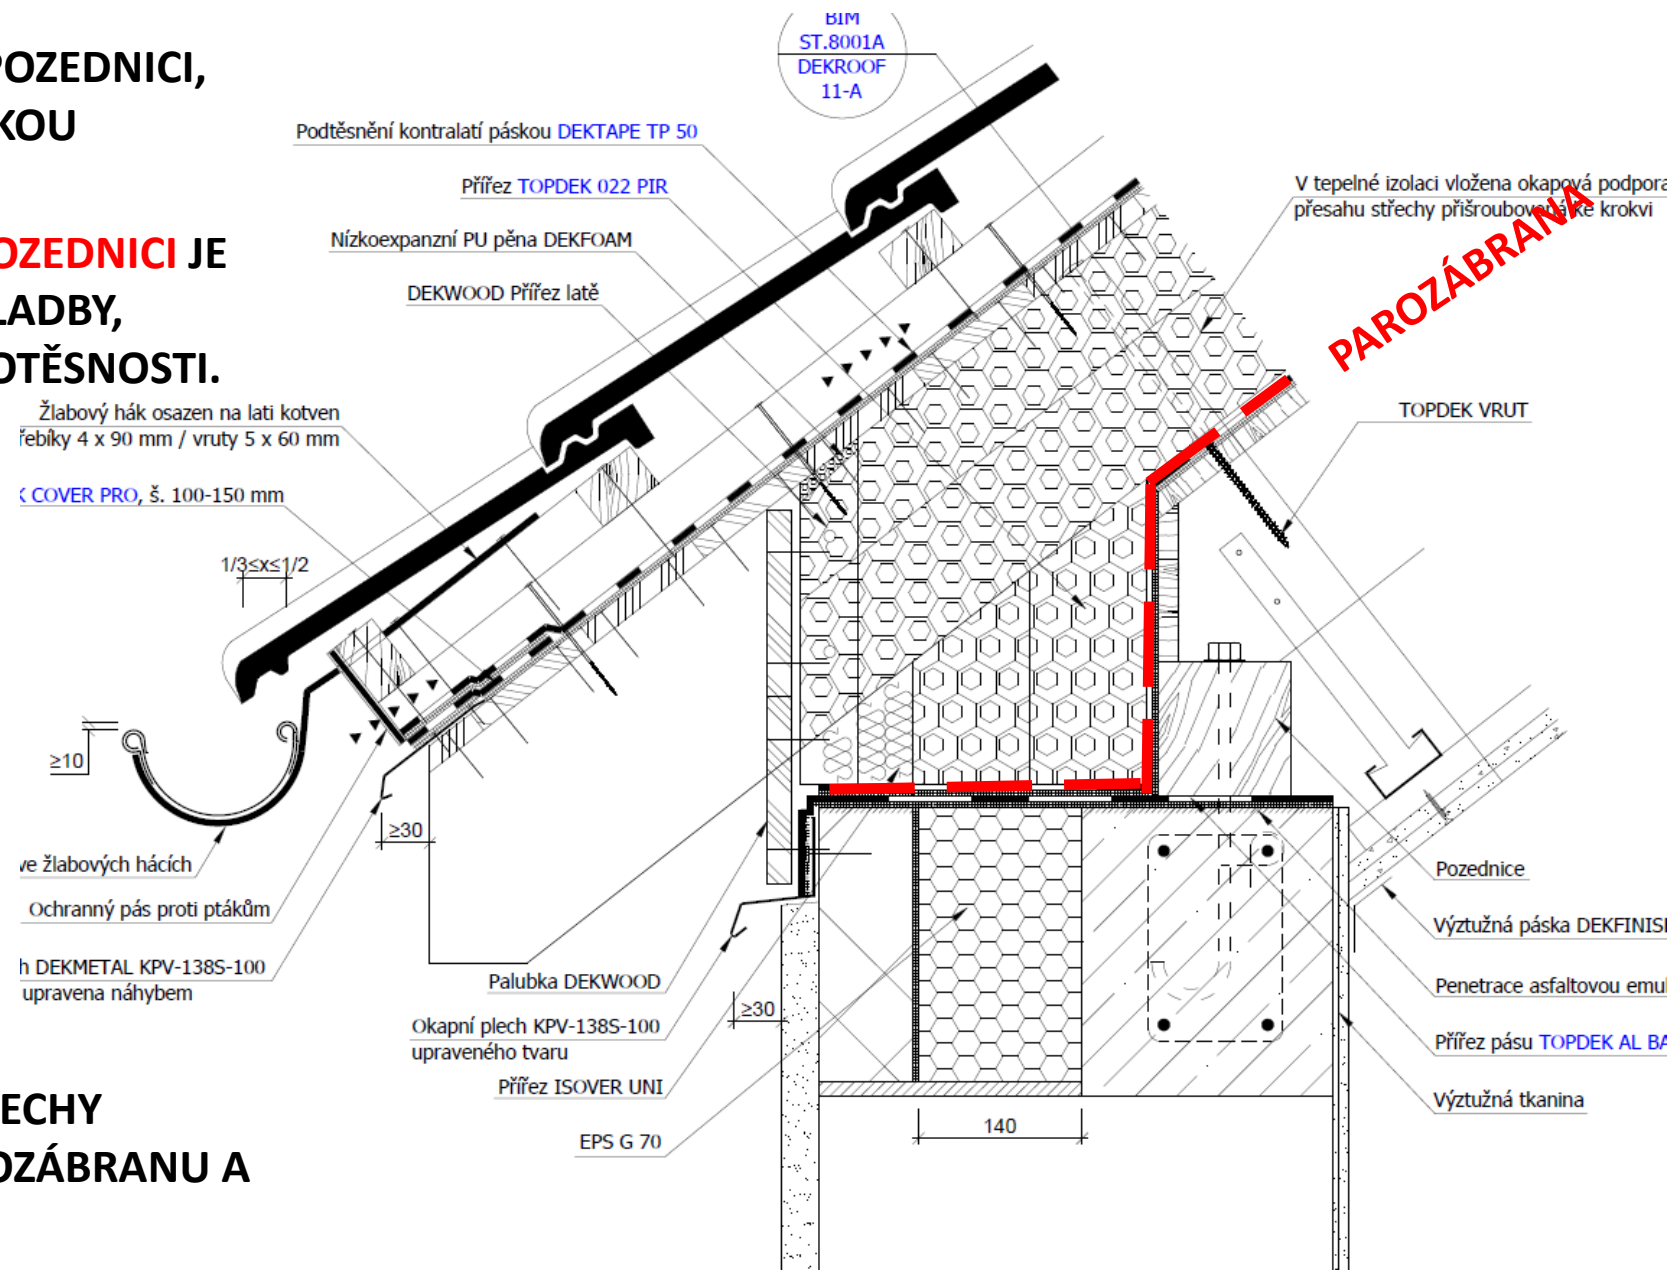 POZEDNICI,
KOU
OZEDNICI JE
LADBY,
OTĚSNOSTI.
BIM
ST.8001A
DEKROOF
11-A
Podtěsnění kontralatí páskou DEKTAPE TP 50
Přířez TOPDEK 022 PIR
Nízkoexpanzní PU pěna DEKFOAM
DEKWOOD Přířez latě
Žlabový hák osazen na lati kotven
řebíky 4 x 90 mm / vruty 5 x 60 mm
K COVER PRO, š. 100-150 mm
1/3≤x≤1/2
≥10
≥30
ve žlabových hácích
Ochranný pás proti ptákům
h DEKMETAL KPV-138S-100
upravena náhybem
Palubka DEKWOOD
≥30
Okapní plech KPV-138S-100
upraveného tvaru
Přířez ISOVER UNI
EPS G 70
140
V tepelné izolaci vložena okapová podpora
přesahu střechy přišroubovaná ke krokvi
PAROZÁBRANA
TOPDEK VRUT
Pozednice
Výztužná páska DEKFINISH
Penetrace asfaltovou emul
Přířez pásu TOPDEK AL BA
Výztužná tkanina
ECHY
OZÁBRANU A